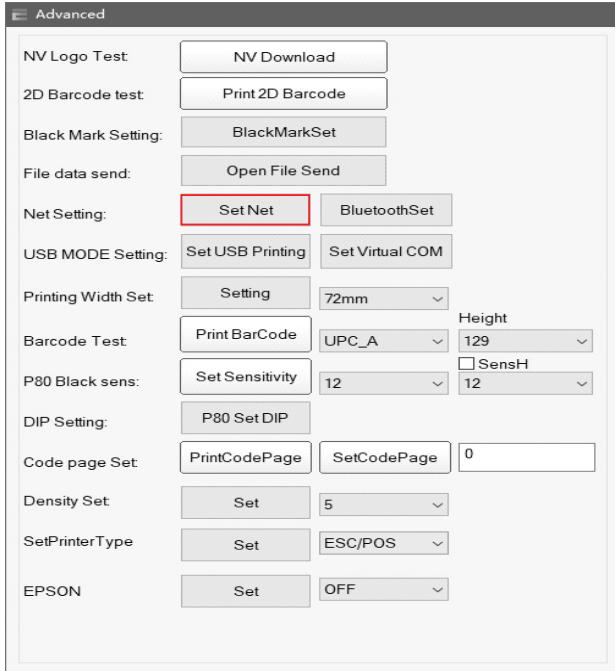 Advanced
NV Logo Test: NV Download
2D Barcode test: Print 2D Barcode
Black Mark Setting: BlackMarkSet
File data send: Open File Send
Net Setting: Set Net BluetoothSet
USB MODE Setting: Set USB Printing Set Virtual COM
Printing Width Set: Setting 72mm
Height
Barcode Test: Print BarCode UPC_A 129
SensH
P80 Black sens: Set Sensitivity 12 12
DIP Setting: P80 Set DIP
Code page Set: PrintCodePage SetCodePage 0
Density Set: Set 5
SetPrinterType Set ESC/POS
EPSON Set OFF